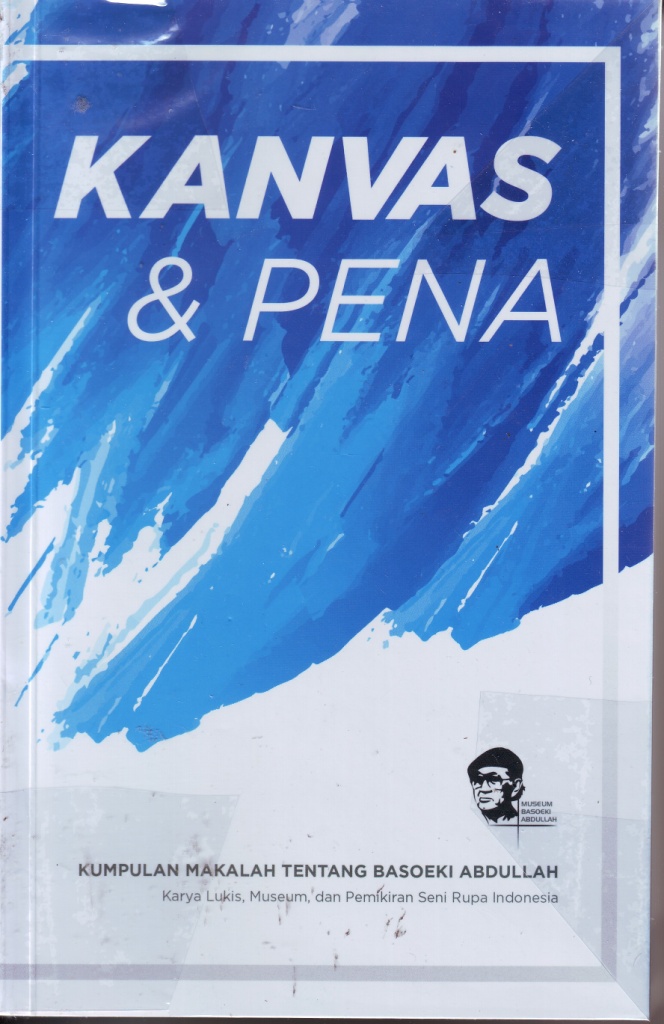 KANVAS
& PENA
MUSEUM
BASOEKI
ABDULLAH
KUMPULAN MAKALAH TENTANG BASOEKI ABDULLAH
Karya Lukis, Museum, dan Pemikiran Seni Rupa Indonesia